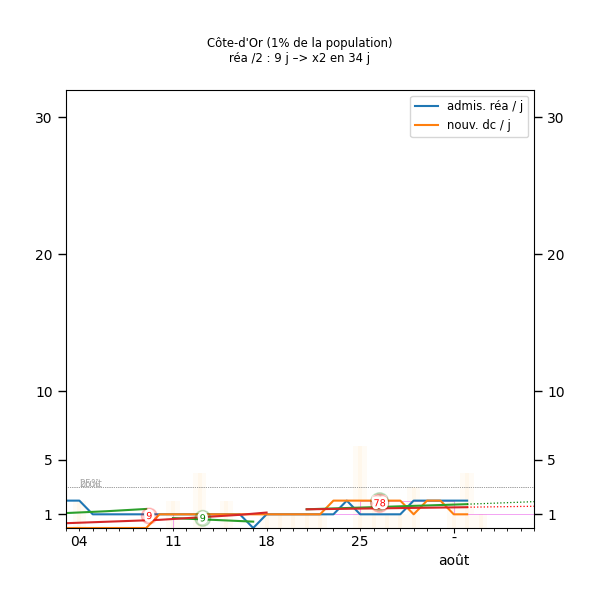 Côte-d'Or (1% de la population)
réa /2 : 9 j –> x2 en 34 j
admis. réa / j
nouv. dc / j
30 30
20 20
10 10
5 5
1 1
9 9 78
04 11 18 25 -
août